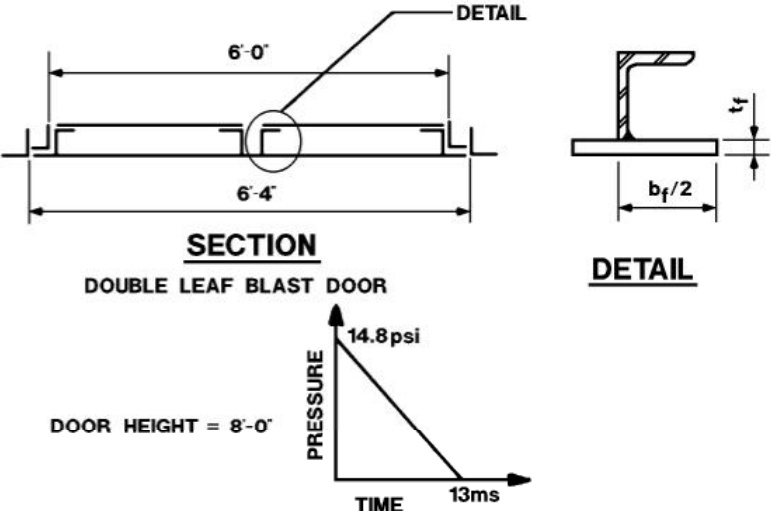 DETAIL
6'-0"
6'-4"
SECTION
DOUBLE LEAF BLAST DOOR
tf
bf/2
DETAIL
14.8psi
PRESSURE
DOOR HEIGHT = 8'-0"
13ms
TIME